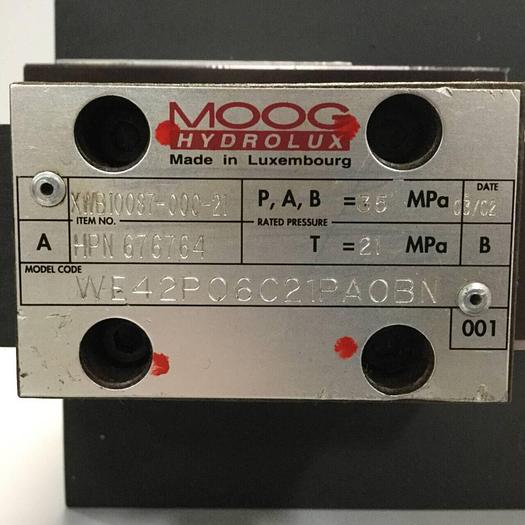 MOOG
HYDROLUX
Made in Luxembourg
XWB10087-000-21
ITEM NO.
P, A, B = 35 MPa
RATED PRESSURE
DATE
03/02
A
HPN 676764
T = 21 MPa
B
MODEL CODE
WE42P06C21PA0BN
001